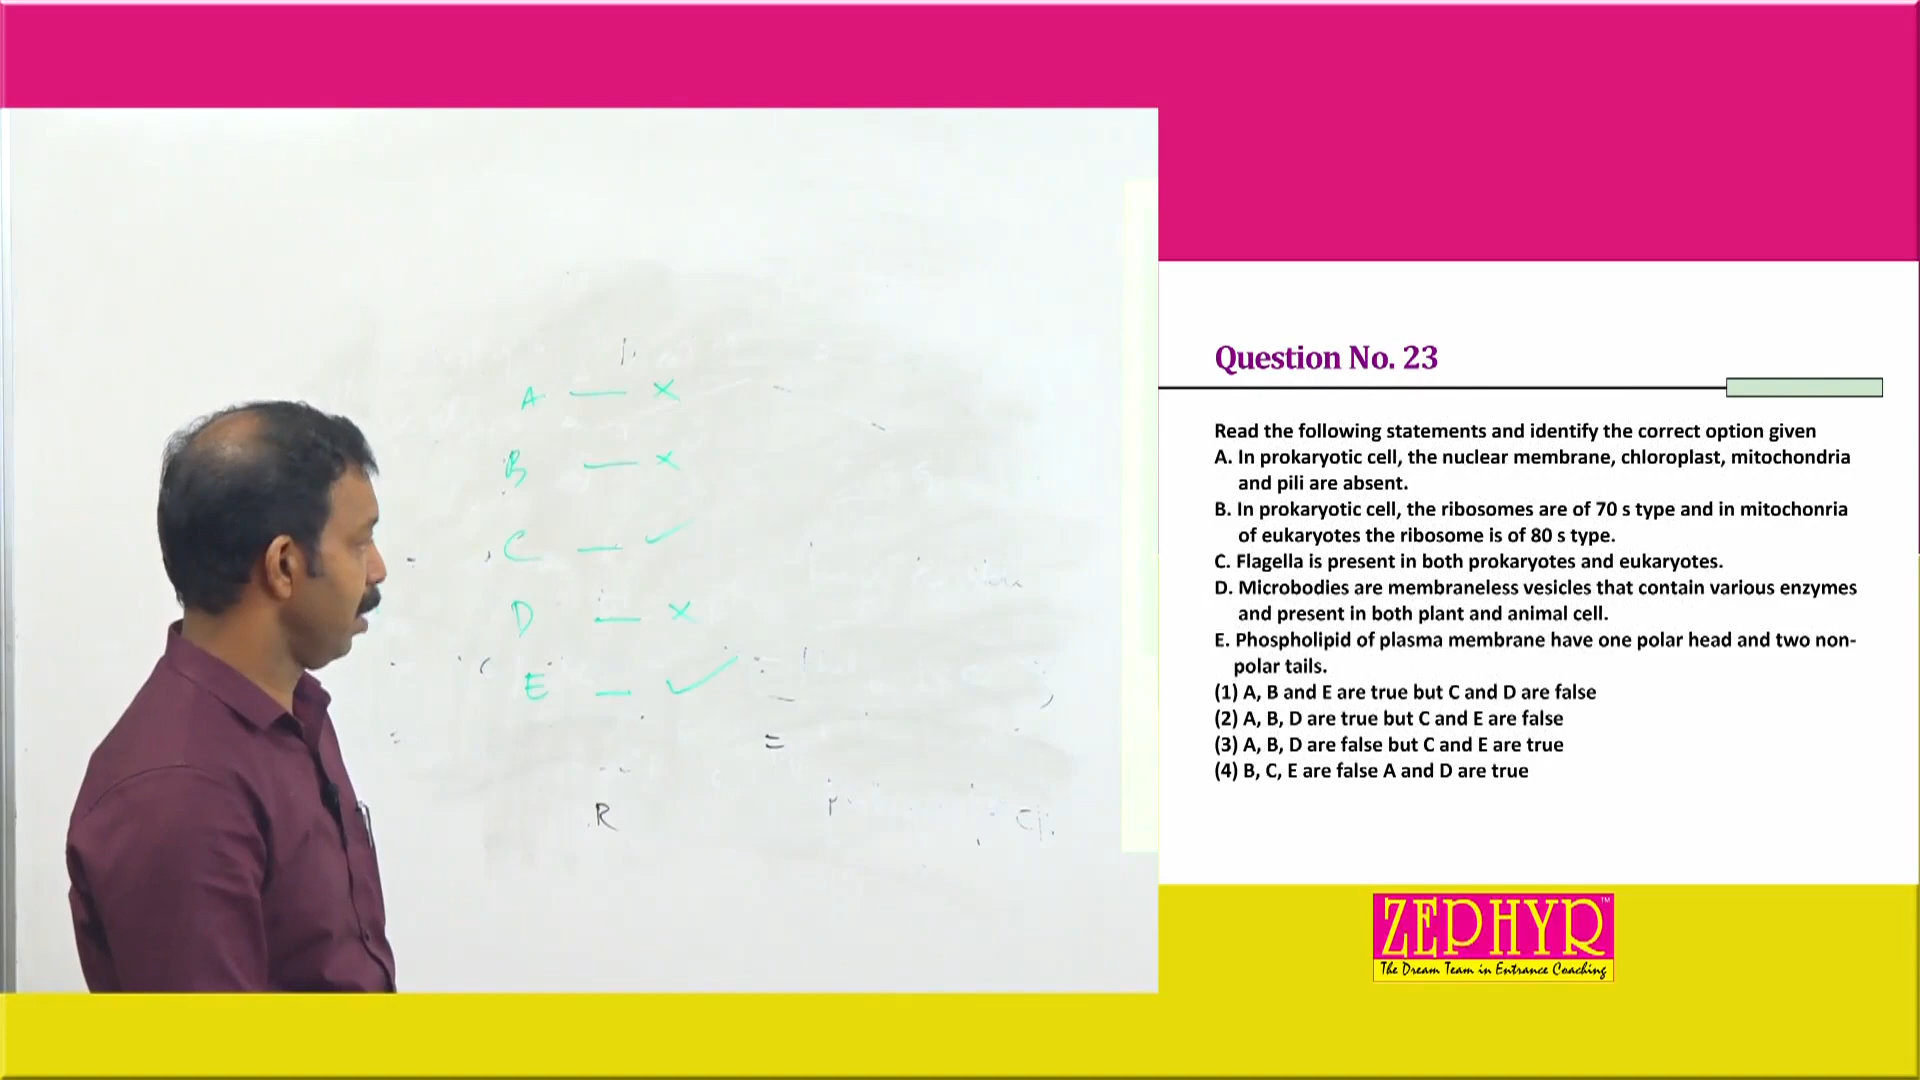 A — ×
B — ×
C — ✓
D — ×
E — ✓
=
R
Question No. 23
Read the following statements and identify the correct option given
A. In prokaryotic cell, the nuclear membrane, chloroplast, mitochondria
and pili are absent.
B. In prokaryotic cell, the ribosomes are of 70 s type and in mitochonria
of eukaryotes the ribosome is of 80 s type.
C. Flagella is present in both prokaryotes and eukaryotes.
D. Microbodies are membraneless vesicles that contain various enzymes
and present in both plant and animal cell.
E. Phospholipid of plasma membrane have one polar head and two non-
polar tails.
(1) A, B and E are true but C and D are false
(2) A, B, D are true but C and E are false
(3) A, B, D are false but C and E are true
(4) B, C, E are false A and D are true
ZEPHYR™
The Dream Team in Entrance Coaching